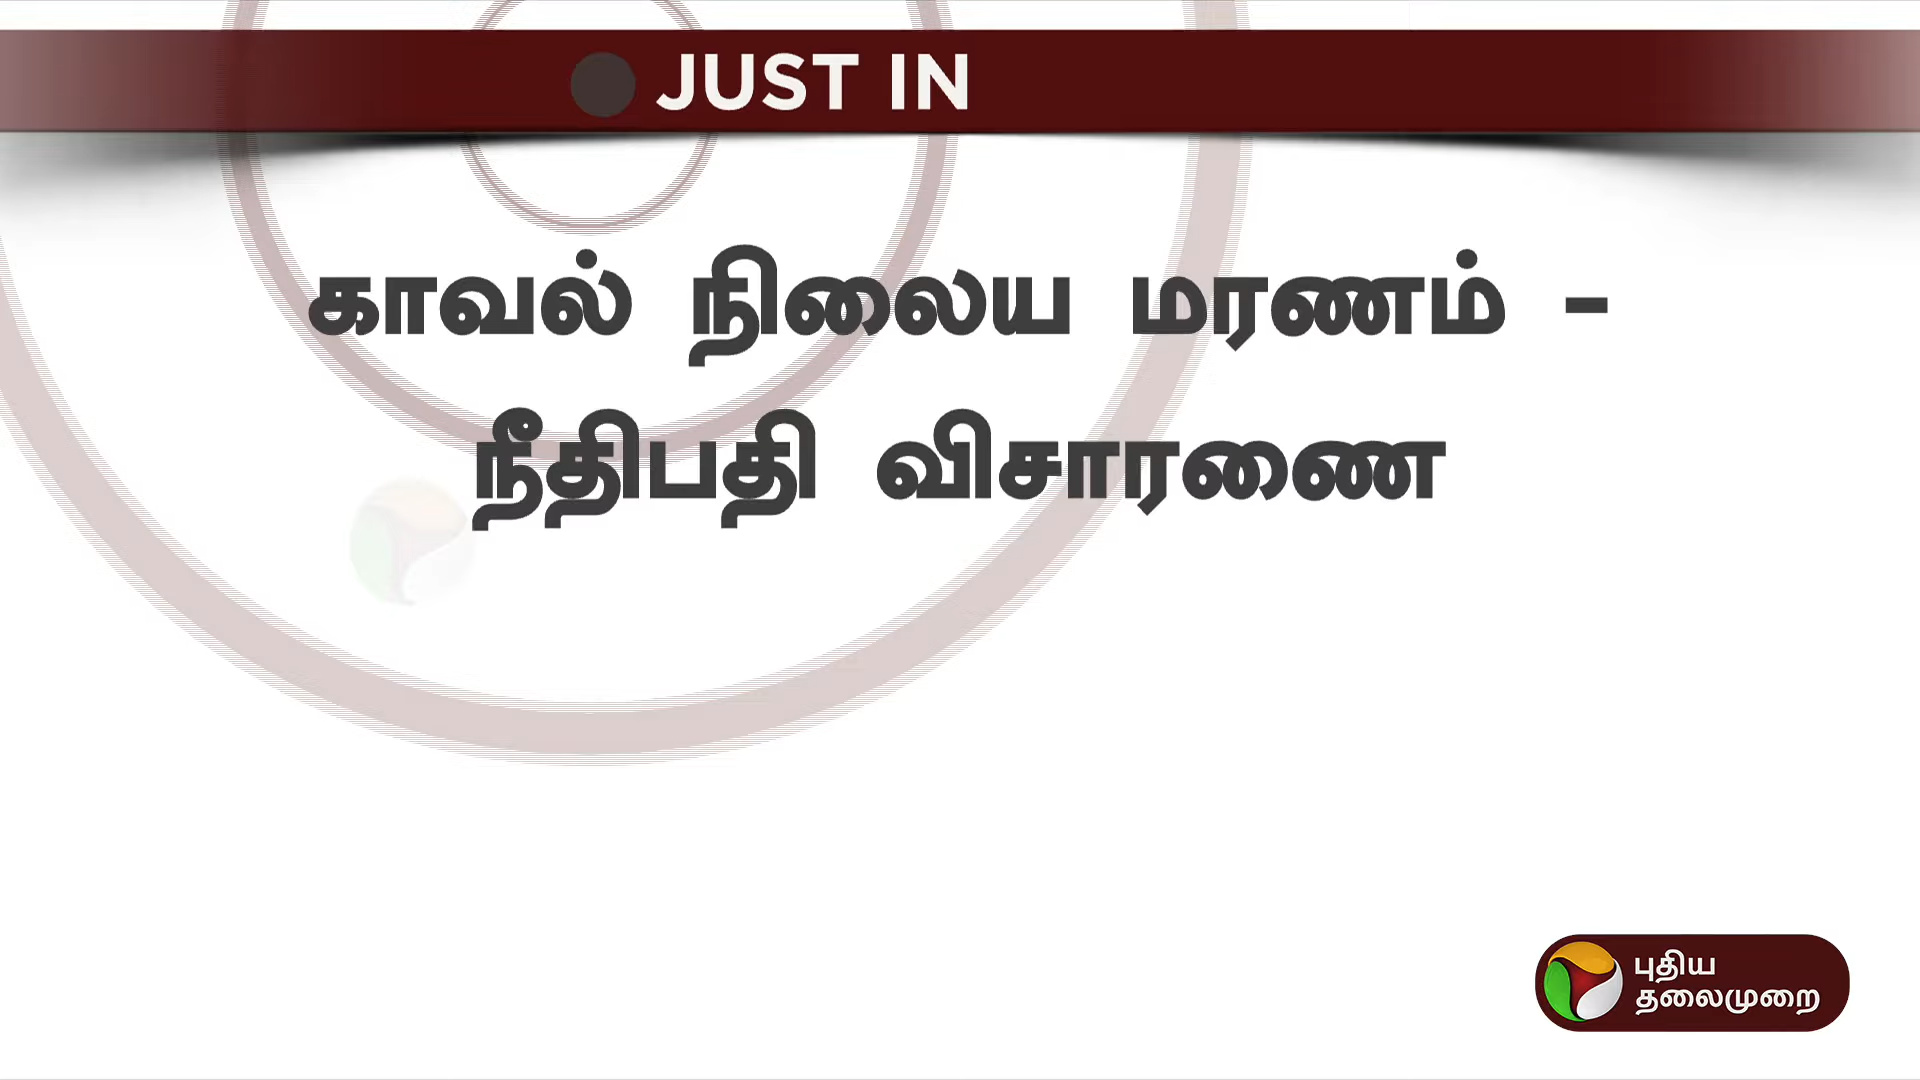 JUST IN
காவல் நிலைய மரணம் -
நீதிபதி விசாரணை
புதிய
தலைமுறை